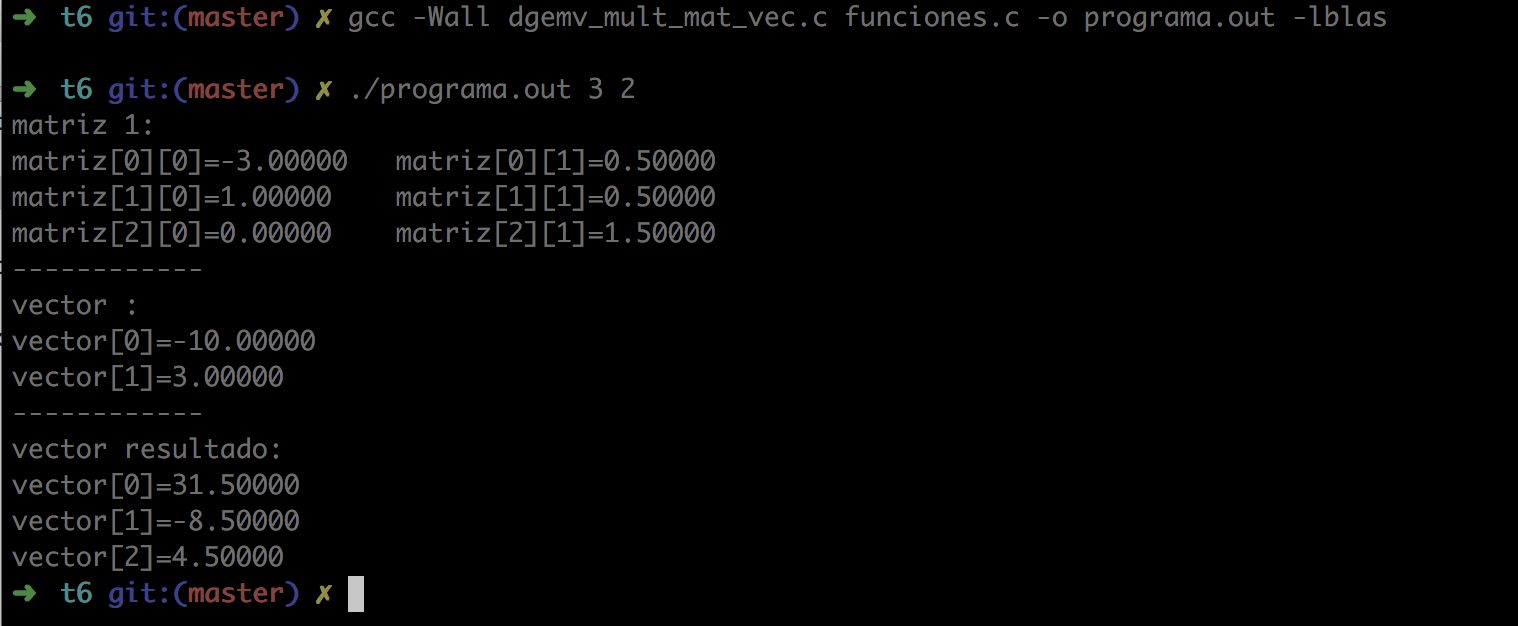 ➜  t6 git:(master) ✗ gcc -Wall dgemv_mult_mat_vec.c funciones.c -o programa.out -lblas
➜  t6 git:(master) ✗ ./programa.out 3 2
matriz 1:
matriz[0][0]=-3.00000   matriz[0][1]=0.50000
matriz[1][0]=1.00000    matriz[1][1]=0.50000
matriz[2][0]=0.00000    matriz[2][1]=1.50000
------------
vector :
vector[0]=-10.00000
vector[1]=3.00000
------------
vector resultado:
vector[0]=31.50000
vector[1]=-8.50000
vector[2]=4.50000
➜  t6 git:(master) ✗